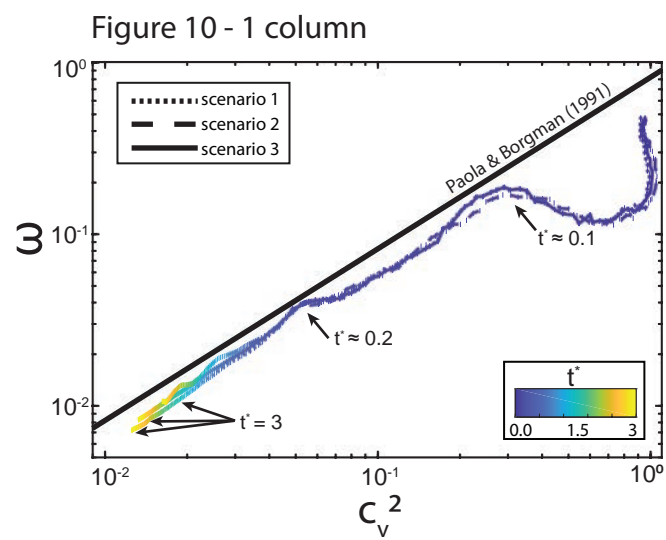 Figure 10 - 1 column
10⁰
scenario 1
scenario 2
scenario 3
Paola & Borgman (1991)
10⁻¹
ω
t* ≈ 0.1
t* ≈ 0.2
10⁻²
t* = 3
t*
0.0 1.5 3
10⁻² 10⁻¹ 10⁰
Cᵥ²